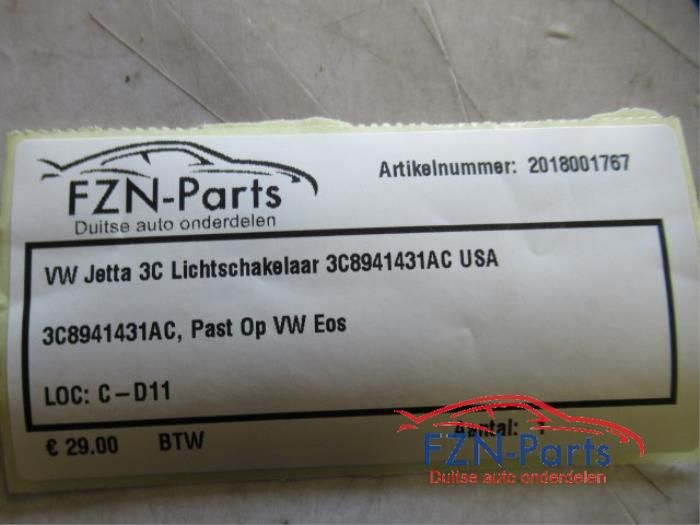 FZN-Parts
Duitse auto onderdelen
Artikelnummer: 2018001767
VW Jetta 3C Lichtschakelaar 3C8941431AC USA
3C8941431AC, Past Op VW Eos
LOC: C-D11
€ 29.00 BTW
Aantal: 1
FZN-Parts
Duitse auto onderdelen